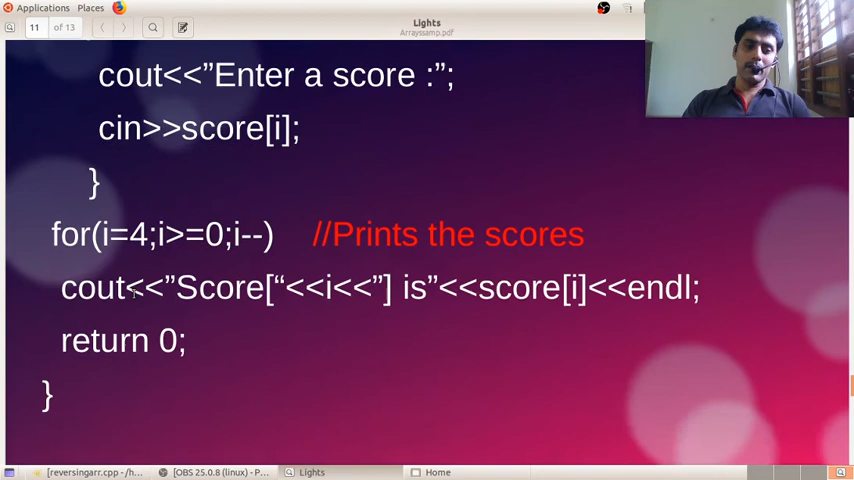 Applications Places
11 of 13
Lights
Arrayssamp.pdf
cout<<”Enter a score :”;
cin>>score[i];
}
for(i=4;i>=0;i--) //Prints the scores
cout<<”Score[“<<i<<”] is”<<score[i]<<endl;
return 0;
}
[reversingarr.cpp - /h... [OBS 25.0.8 (linux) - P... Lights Home